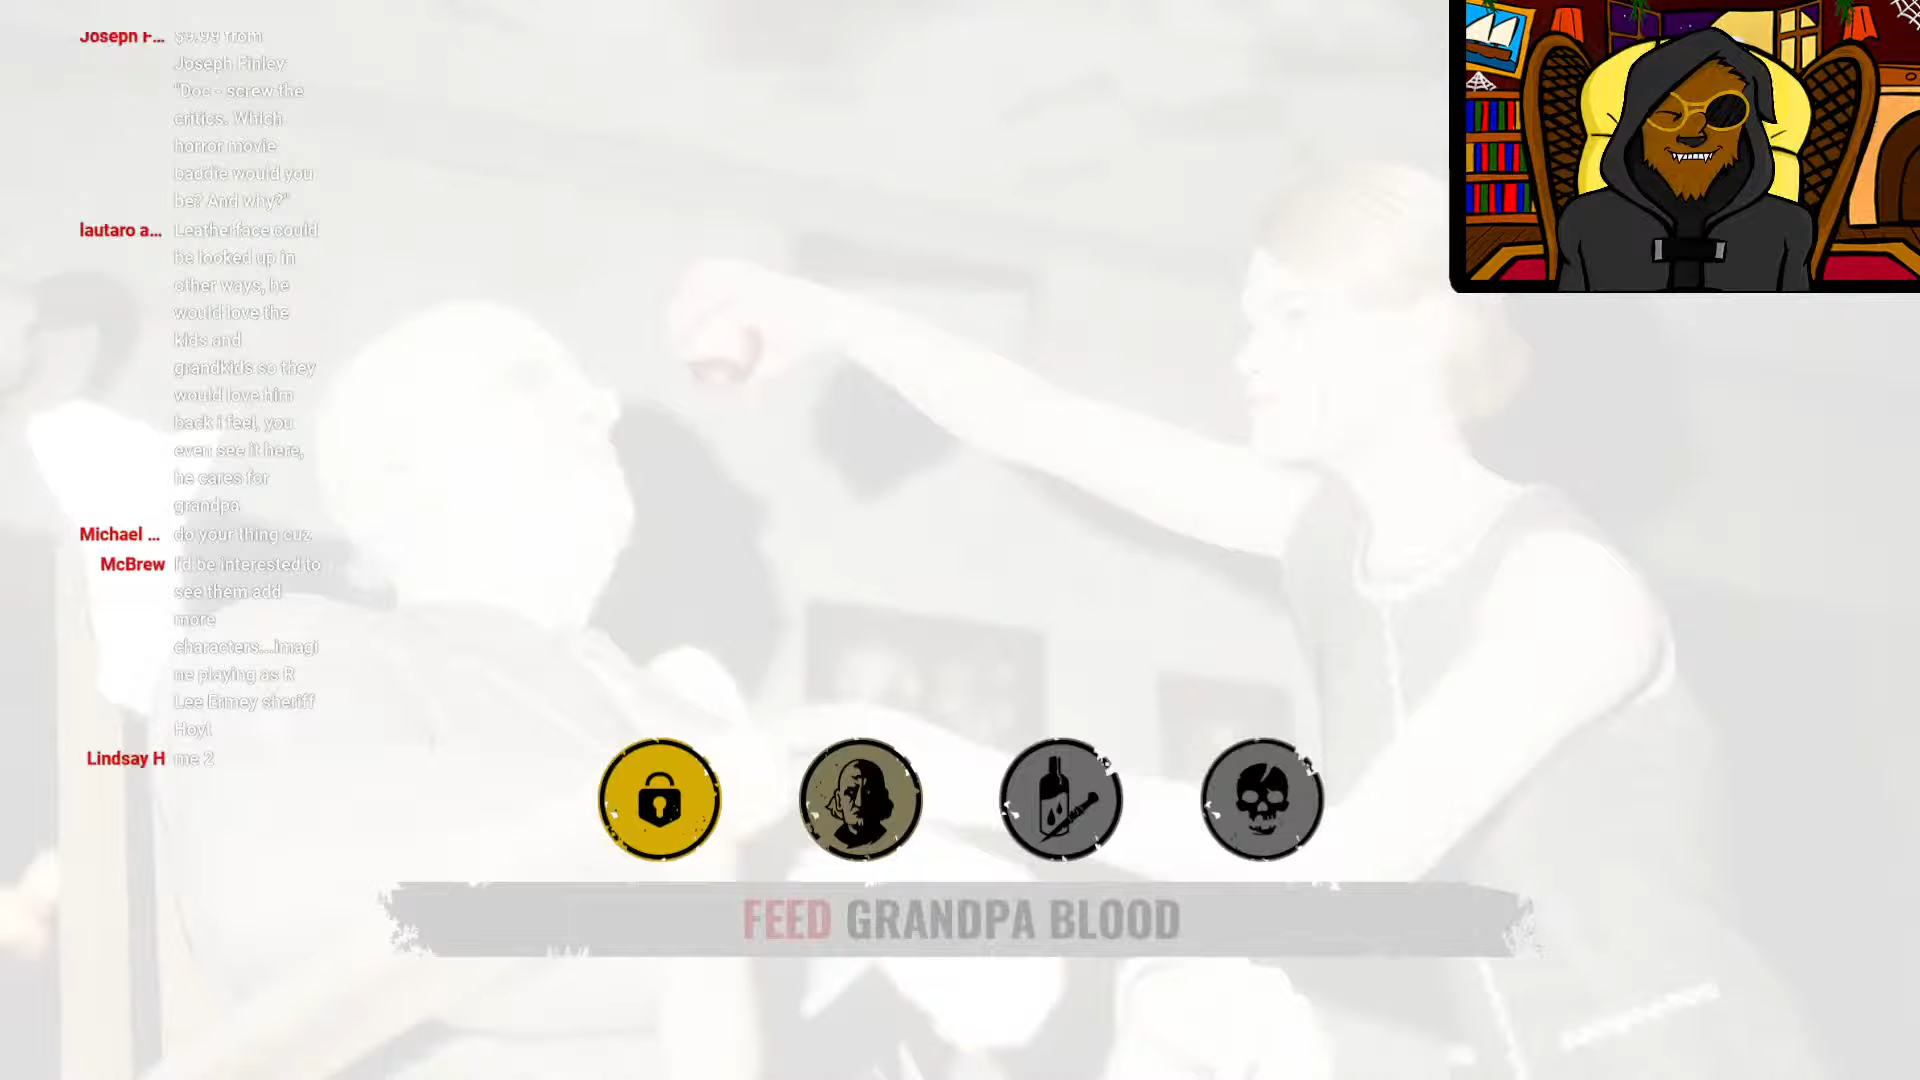 Joseph F... $9.99 from
Joseph Finley
"Doc - screw the
critics. Which
horror movie
baddie would you
be? And why?"
lautaro a... Leatherface could
be looked up in
other ways, he
would love the
kids and
grandkids so they
would love him
back i feel, you
even see it here,
he cares for
grandpa
Michael ... do your thing cuz
McBrew I'd be interested to
see them add
more
characters...imagi
ne playing as R
Lee Ermey sheriff
Hoyt
Lindsay H me 2
FEED GRANDPA BLOOD